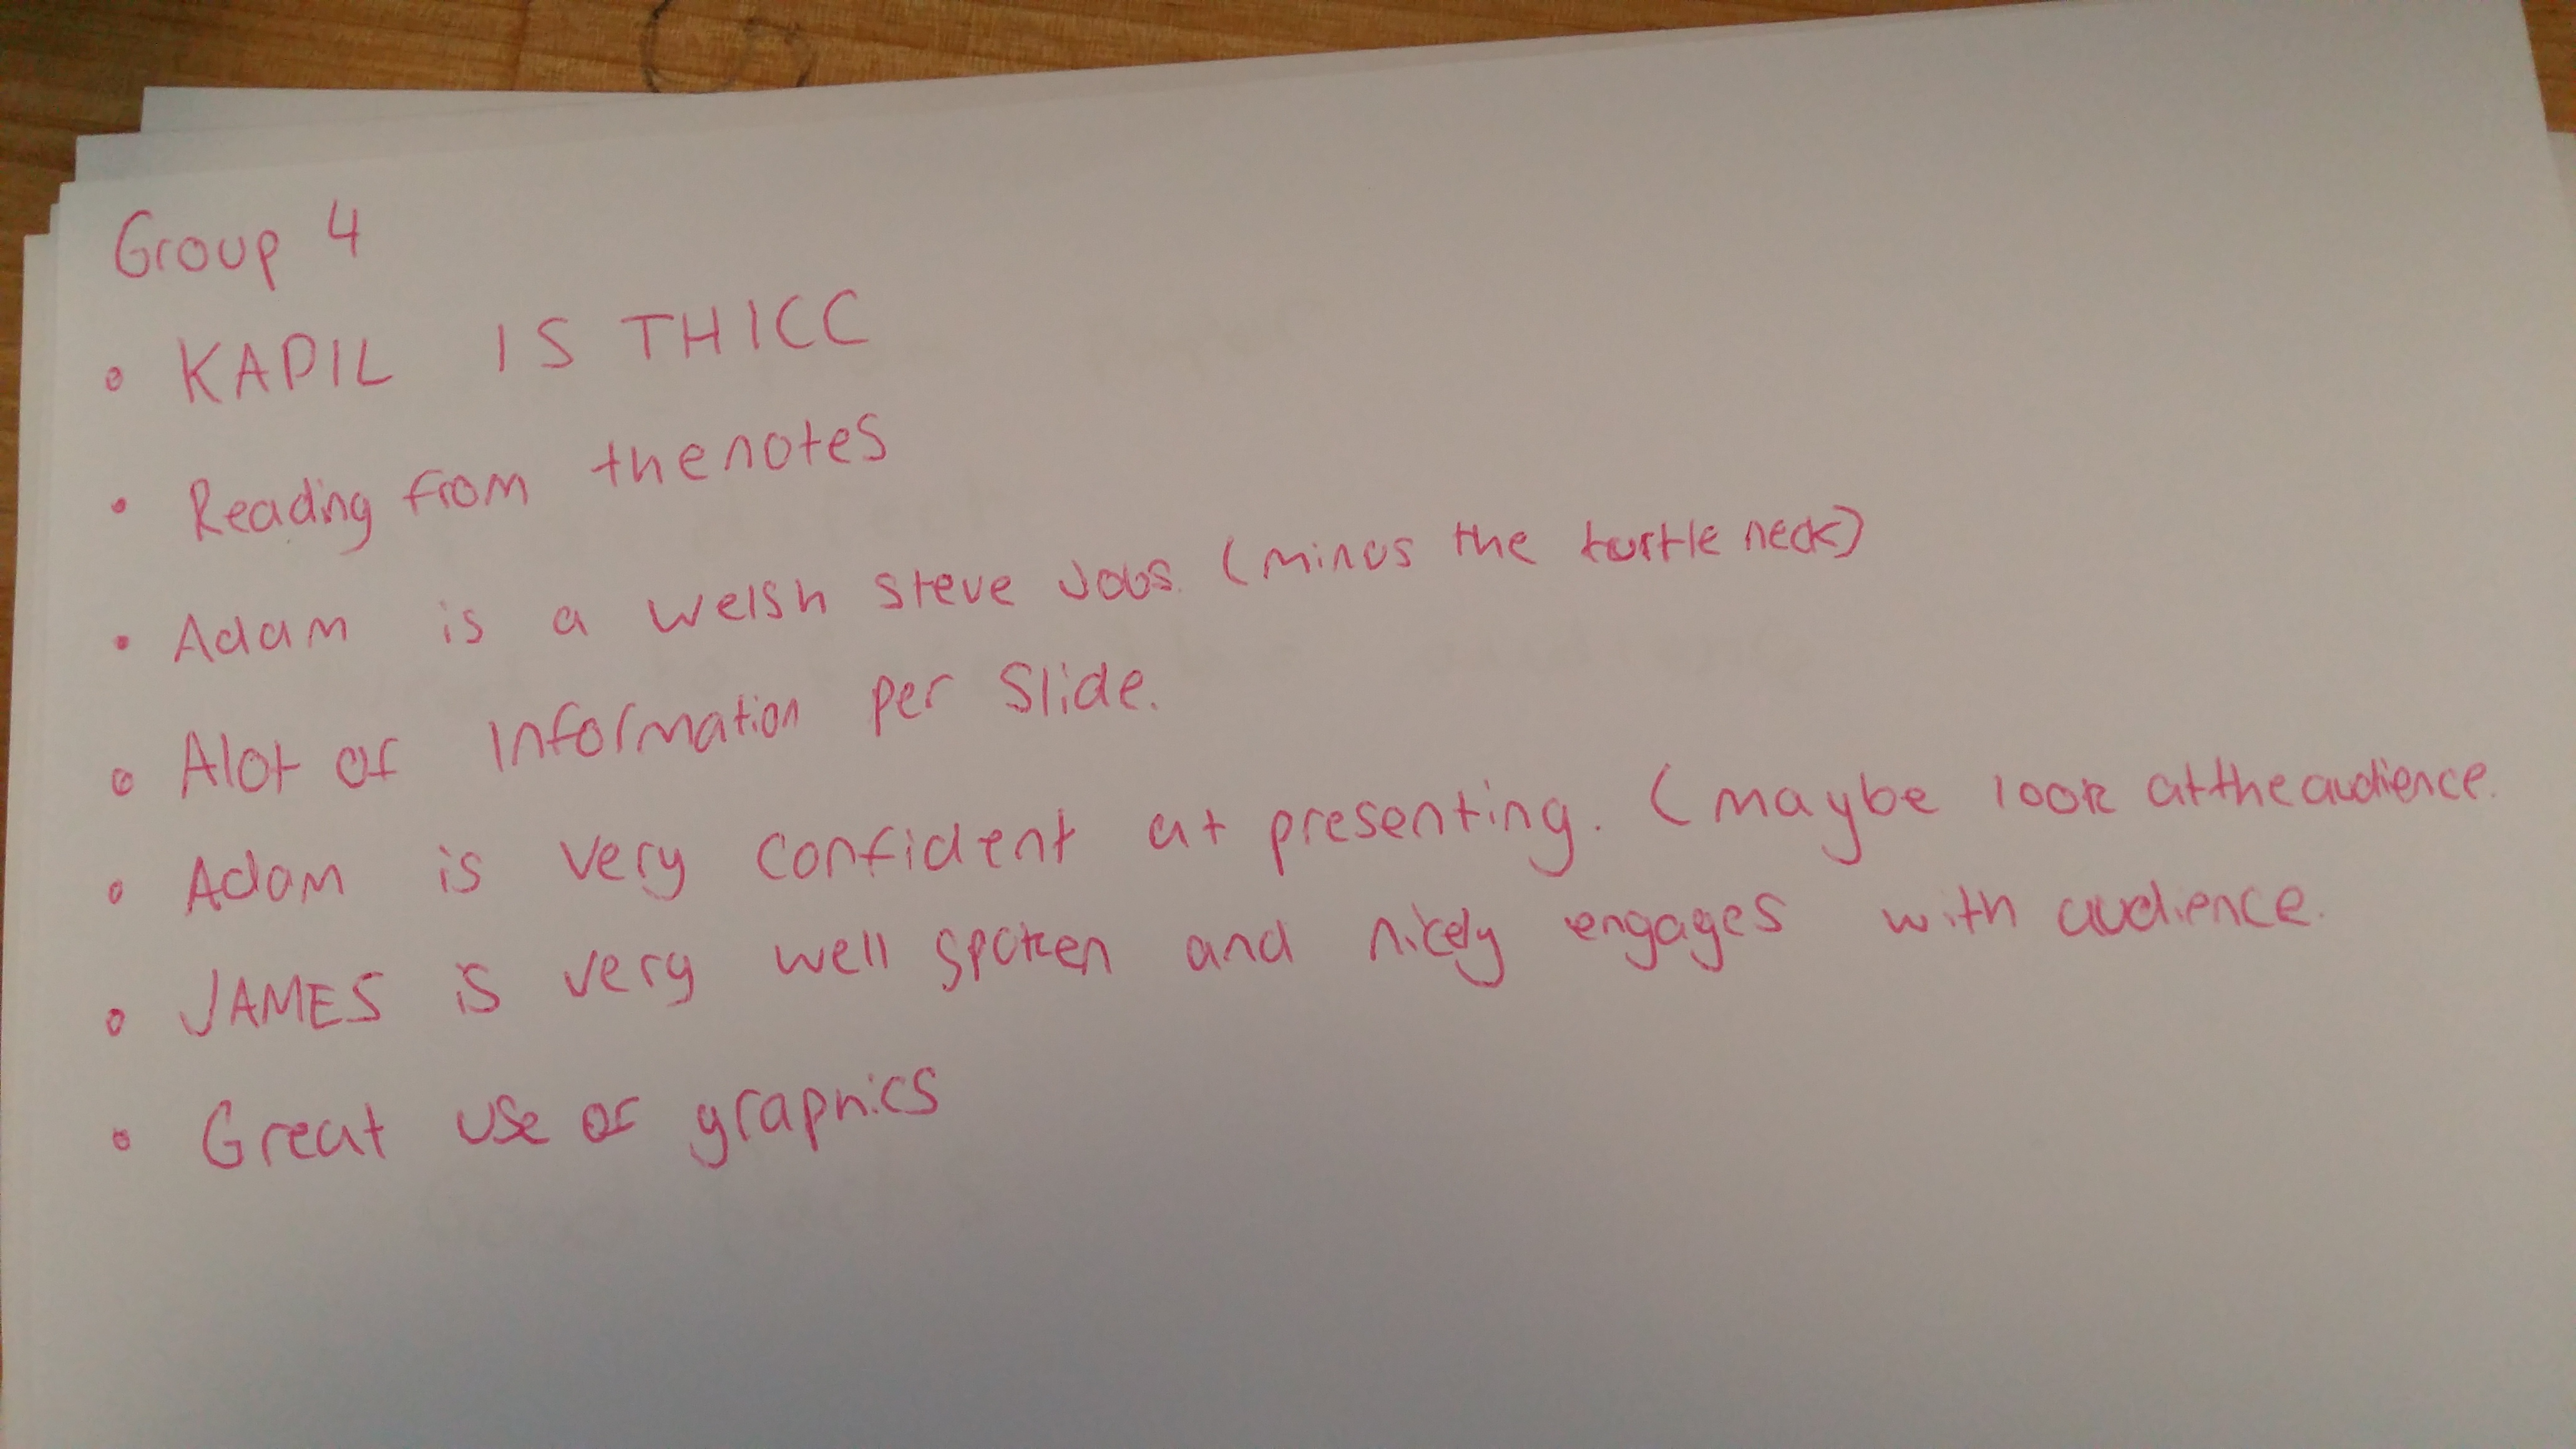 Group 4
• KAPIL IS THICC
• Reading from the notes
• Adam is a welsh steve Jobs. (minus the turtle neck)
• Alot of Information per Slide.
• Adam is very confident at presenting. (maybe look at the audience.
• JAMES is very well spoken and nicely engages with audience.
• Great use of graphics